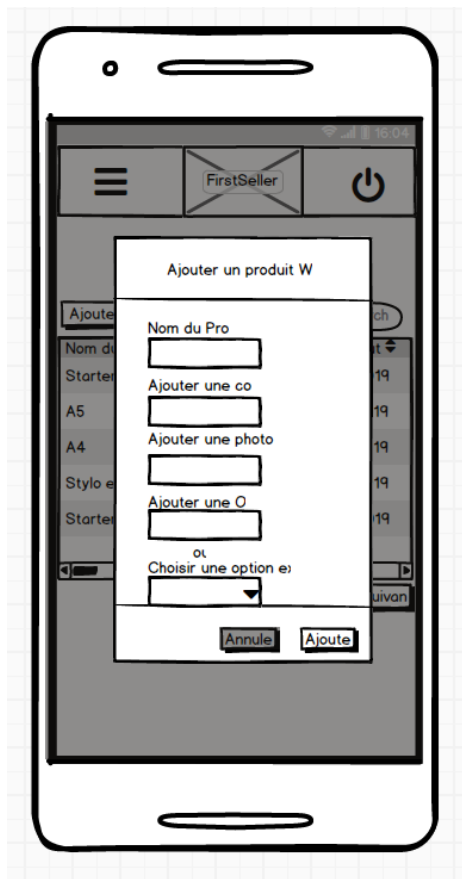 16:04
FirstSeller
Ajouter un produit W
Ajoute
ch
Nom du Pro
Nom du
t
Starter
19
Ajouter une co
A5
19
Ajouter une photo
A4
19
Stylo e
19
Ajouter une O
Starter
19
ou
Choisir une option ex
uivan
Annule
Ajoute